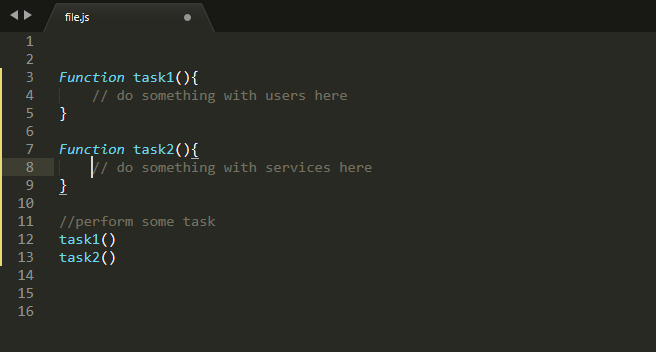 file.js
1
2
3 Function task1(){
4 // do something with users here
5 }
6
7 Function task2(){
8 // do something with services here
9 }
10
11 //perform some task
12 task1()
13 task2()
14
15
16